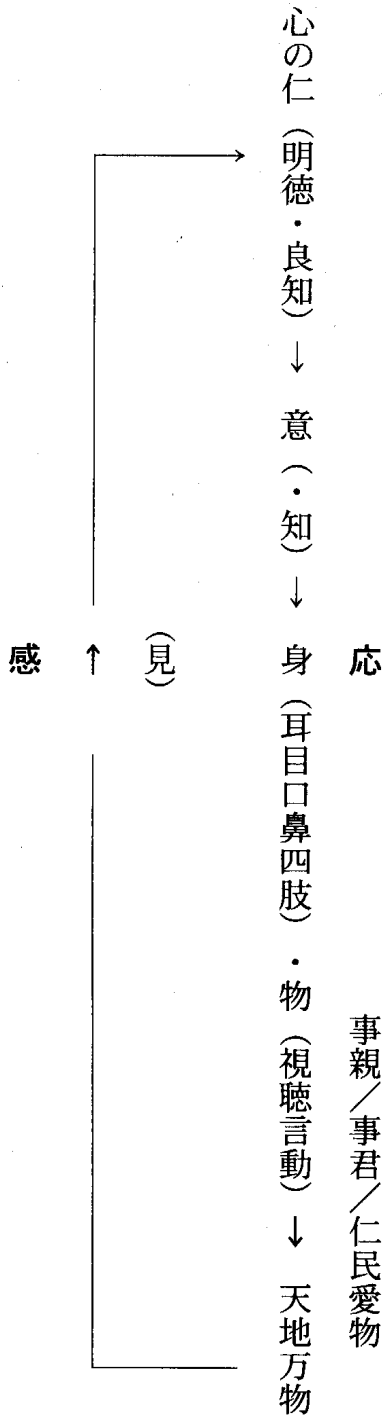 応　事親／事君／仁民愛物
心の仁（明徳・良知）→ 意（・知）→ 身（耳目口鼻四肢）・物（視聴言動）→ 天地万物
（見）
↑
感